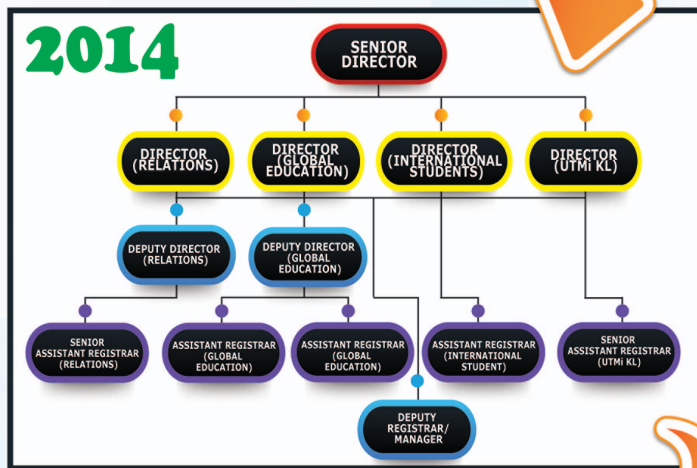 2014
SENIOR
DIRECTOR
DIRECTOR
(RELATIONS)
DIRECTOR
(GLOBAL
EDUCATION)
DIRECTOR
(INTERNATIONAL
STUDENTS)
DIRECTOR
(UTMi KL)
DEPUTY DIRECTOR
(RELATIONS)
DEPUTY DIRECTOR
(GLOBAL
EDUCATION)
SENIOR
ASSISTANT REGISTRAR
(RELATIONS)
ASSISTANT REGISTRAR
(GLOBAL
EDUCATION)
ASSISTANT REGISTRAR
(GLOBAL
EDUCATION)
ASSISTANT REGISTRAR
(INTERNATIONAL
STUDENT)
SENIOR
ASSISTANT REGISTRAR
(UTMi KL)
DEPUTY
REGISTRAR/
MANAGER